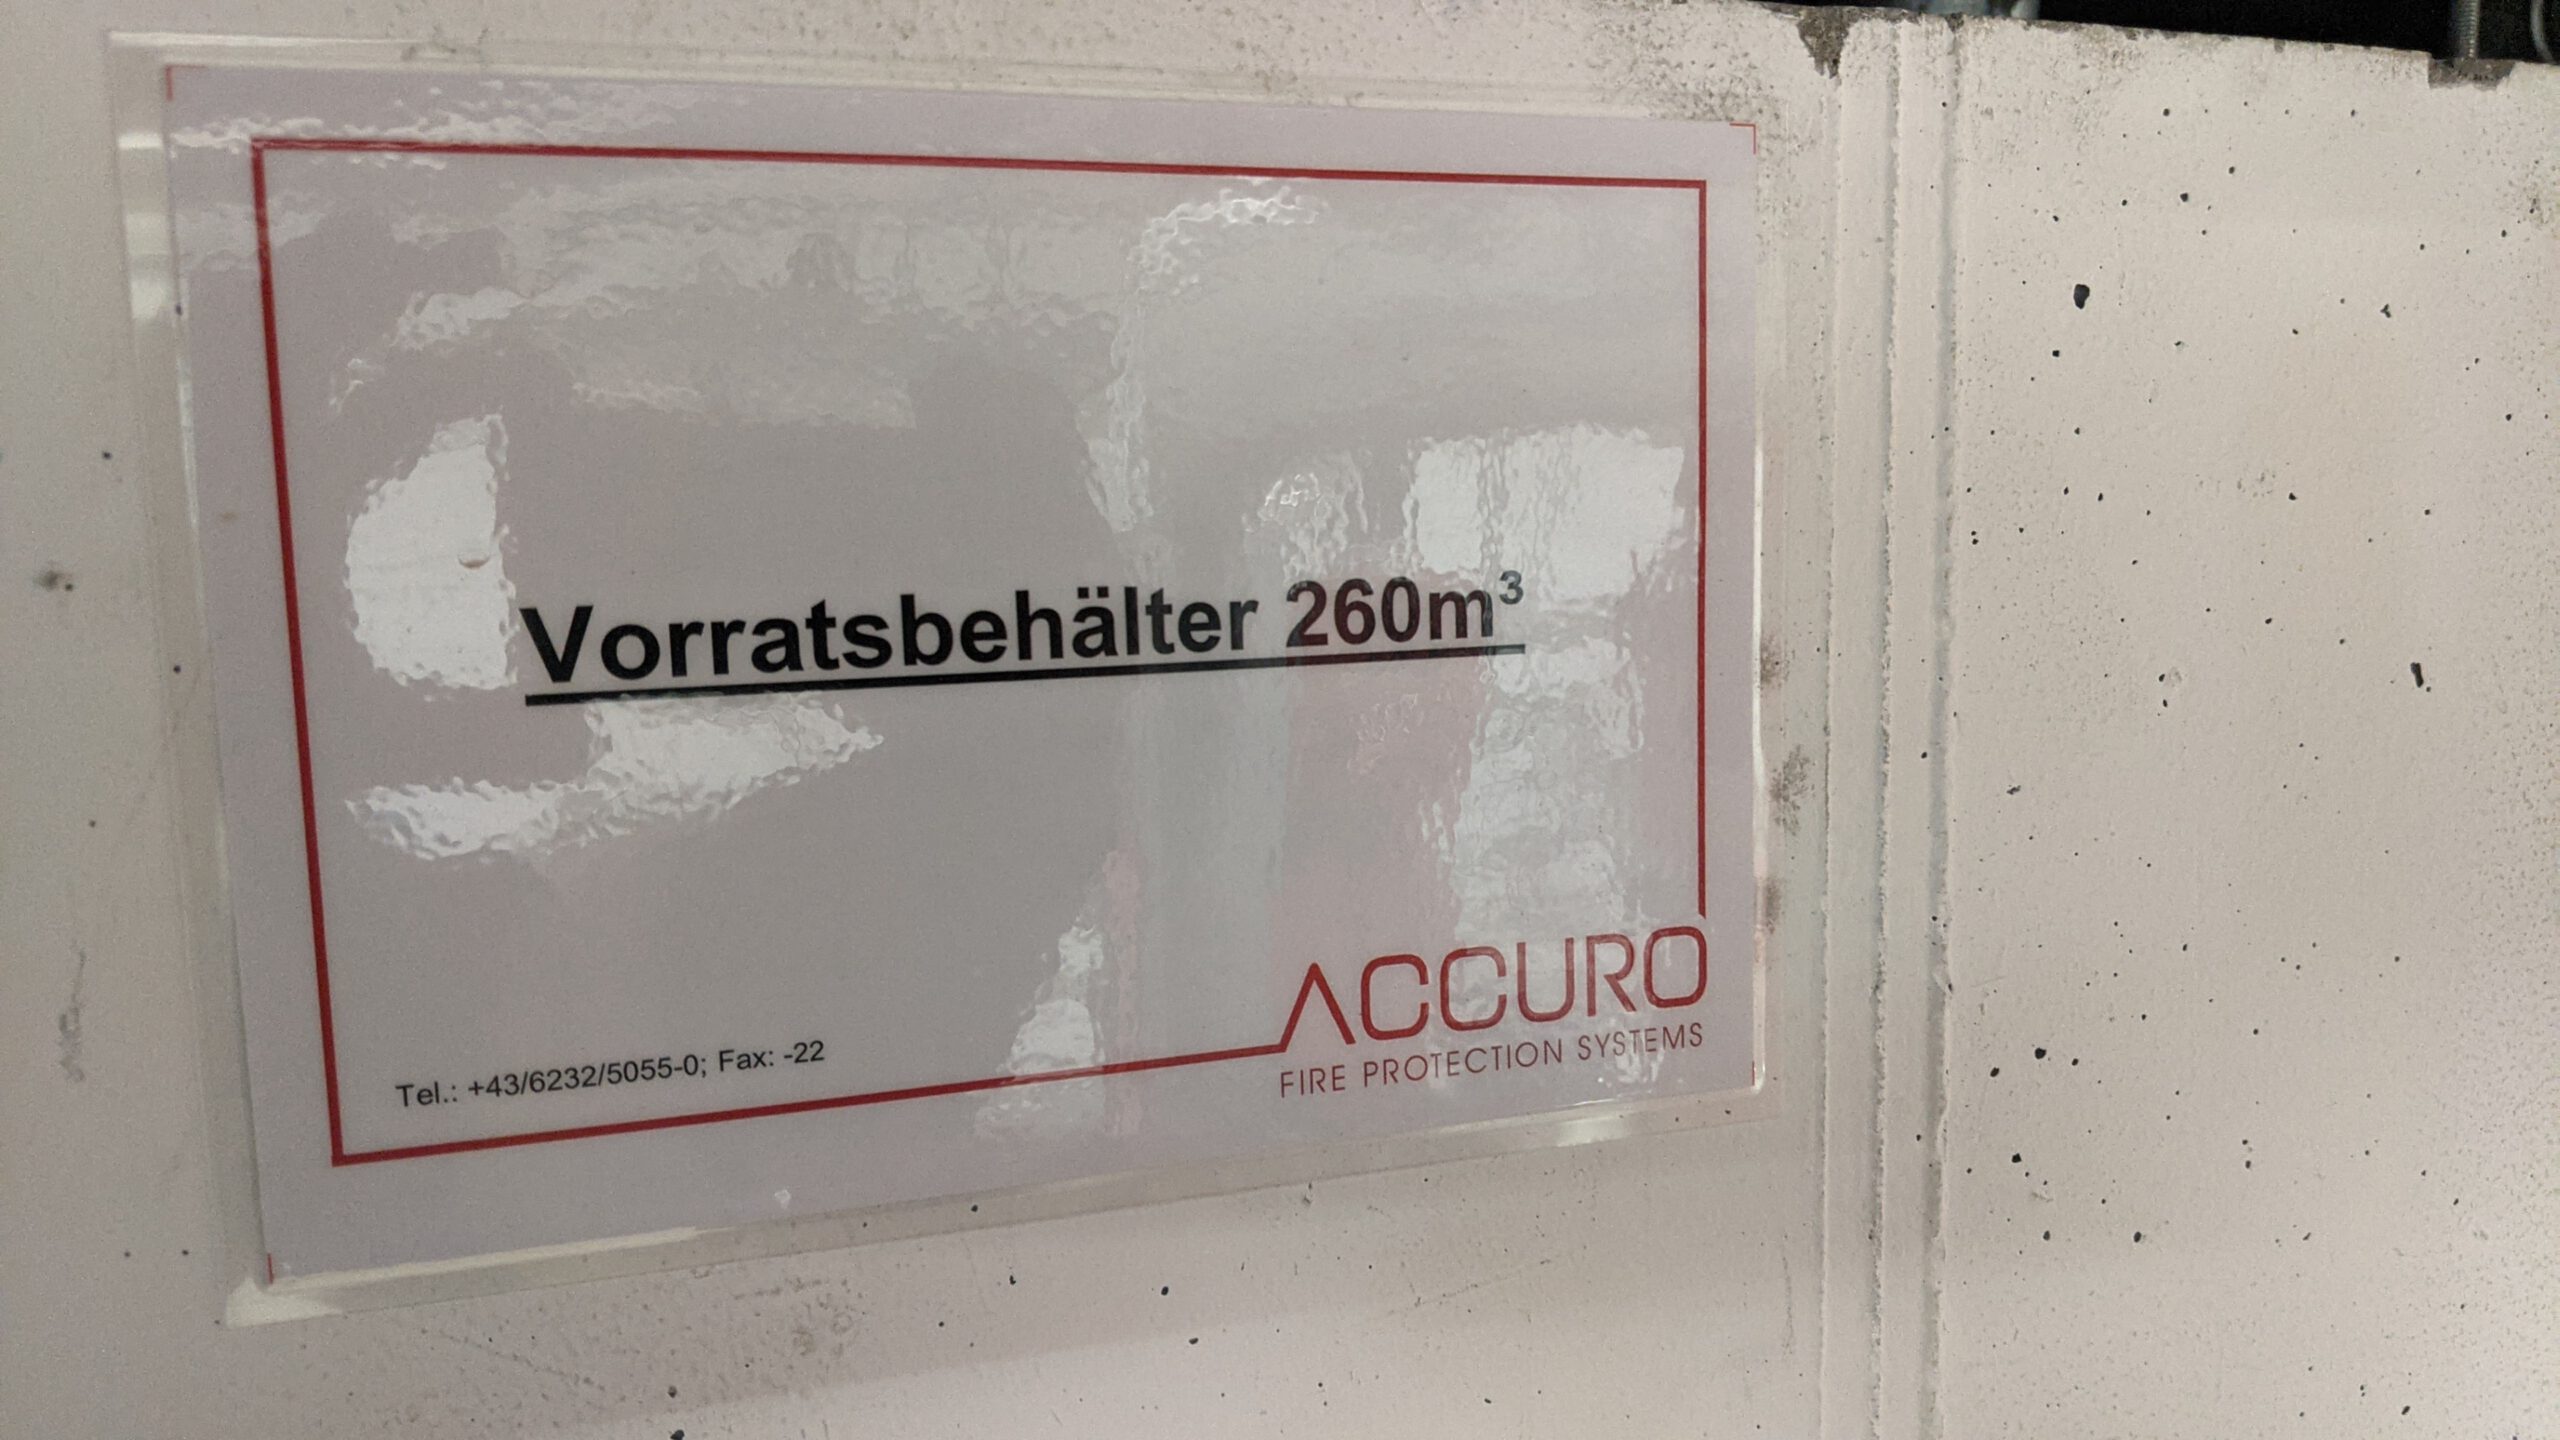 Vorratsbehälter 260m³
Tel.: +43/6232/5055-0; Fax: -22
ACCURO
FIRE PROTECTION SYSTEMS